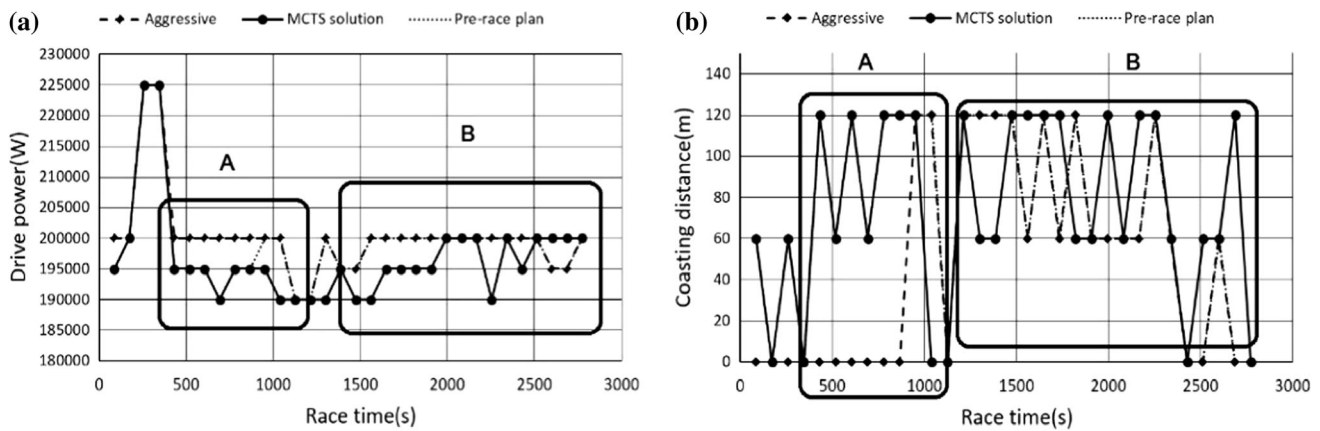 (a)
Aggressive MCTS solution Pre-race plan
Drive power(W)
230000
225000
220000
215000
210000
205000
200000
195000
190000
185000
180000
A
B
0 500 1000 1500 2000 2500 3000
Race time(s)
(b)
Aggressive MCTS solution Pre-race plan
Coasting distance(m)
140
120
100
80
60
40
20
0
A
B
0 500 1000 1500 2000 2500 3000
Race time(s)